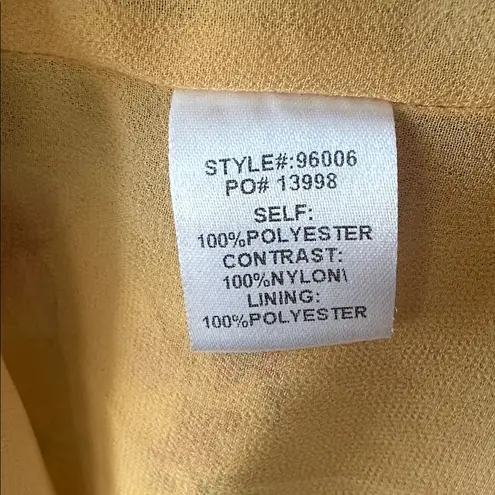 STYLE#:96006
PO# 13998
SELF:
100%POLYESTER
CONTRAST:
100%NYLON\
LINING:
100%POLYESTER